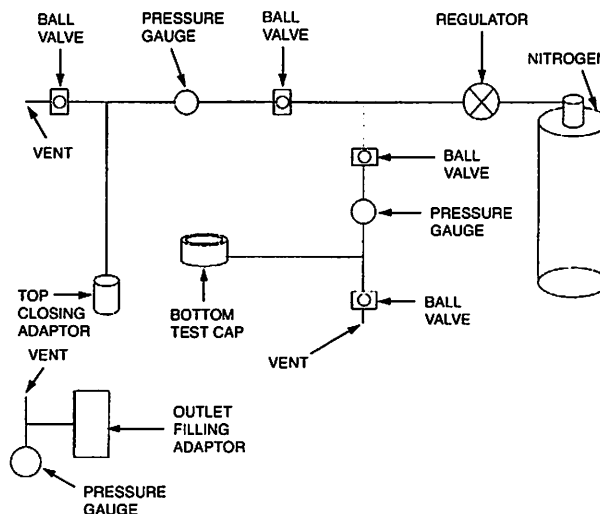 BALL
VALVE
PRESSURE
GAUGE
BALL
VALVE
REGULATOR
NITROGEN
VENT
BALL
VALVE
PRESSURE
GAUGE
TOP
CLOSING
ADAPTOR
BOTTOM
TEST CAP
BALL
VALVE
VENT
VENT
OUTLET
FILLING
ADAPTOR
PRESSURE
GAUGE